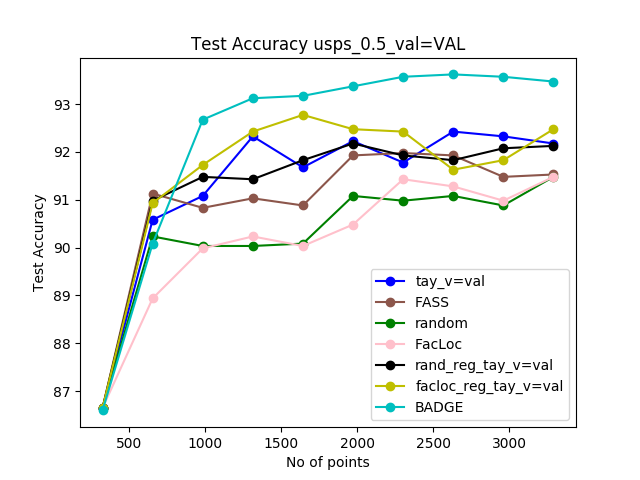 Test Accuracy usps_0.5_val=VAL
Test Accuracy
93
92
91
90
89
88
87
500
1000
1500
2000
2500
3000
No of points
tay_v=val
FASS
random
FacLoc
rand_reg_tay_v=val
facloc_reg_tay_v=val
BADGE